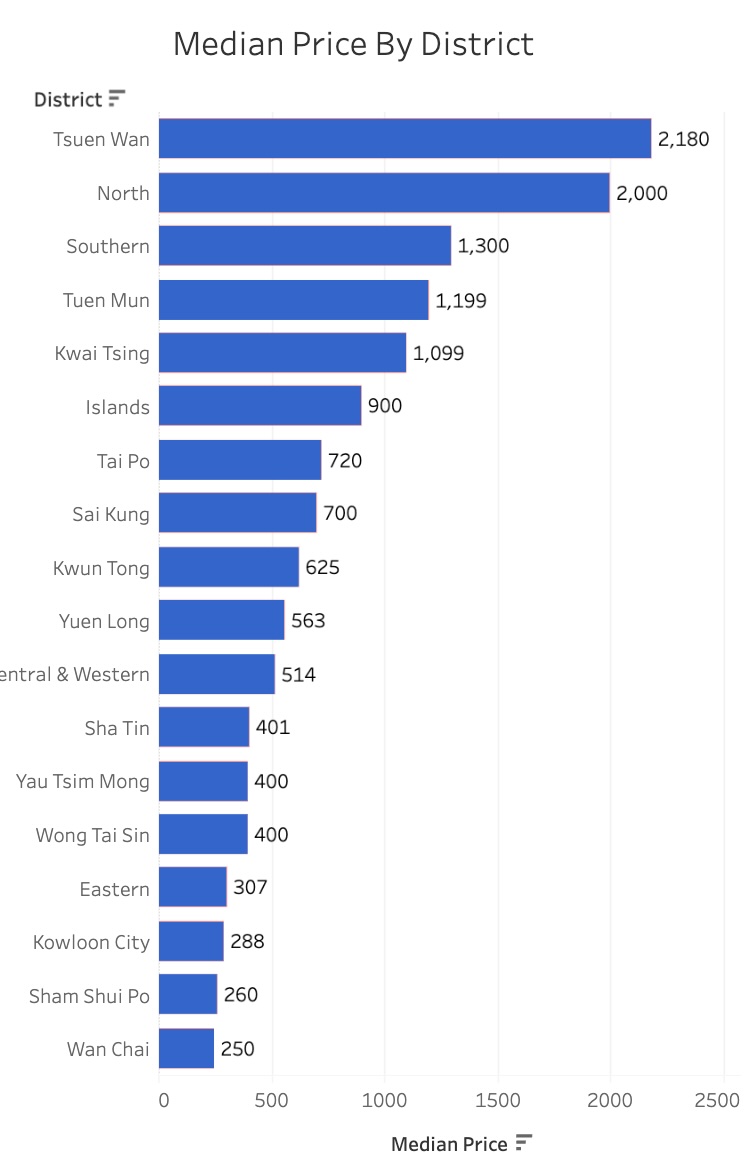 Median Price By District
District
Tsuen Wan 2,180
North 2,000
Southern 1,300
Tuen Mun 1,199
Kwai Tsing 1,099
Islands 900
Tai Po 720
Sai Kung 700
Kwun Tong 625
Yuen Long 563
entral & Western 514
Sha Tin 401
Yau Tsim Mong 400
Wong Tai Sin 400
Eastern 307
Kowloon City 288
Sham Shui Po 260
Wan Chai 250
0 500 1000 1500 2000 2500
Median Price